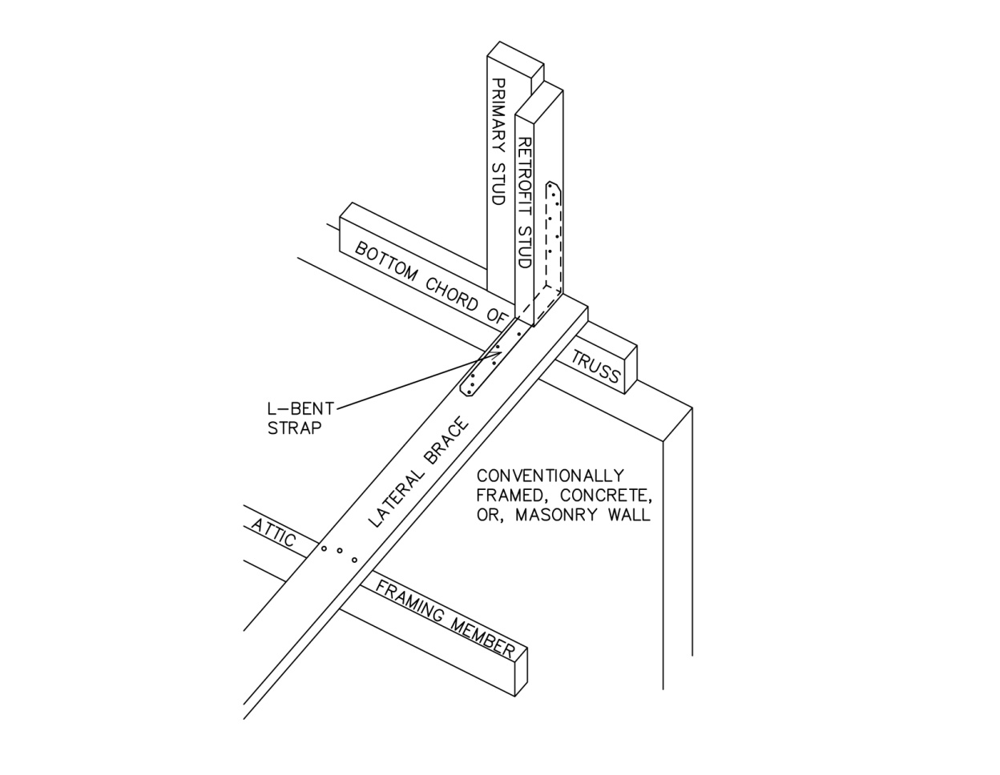 PRIMARY STUD
RETROFIT STUD
BOTTOM CHORD OF
TRUSS
L-BENT
STRAP
LATERAL BRACE
CONVENTIONALLY
FRAMED, CONCRETE,
OR, MASONRY WALL
ATTIC
FRAMING MEMBER